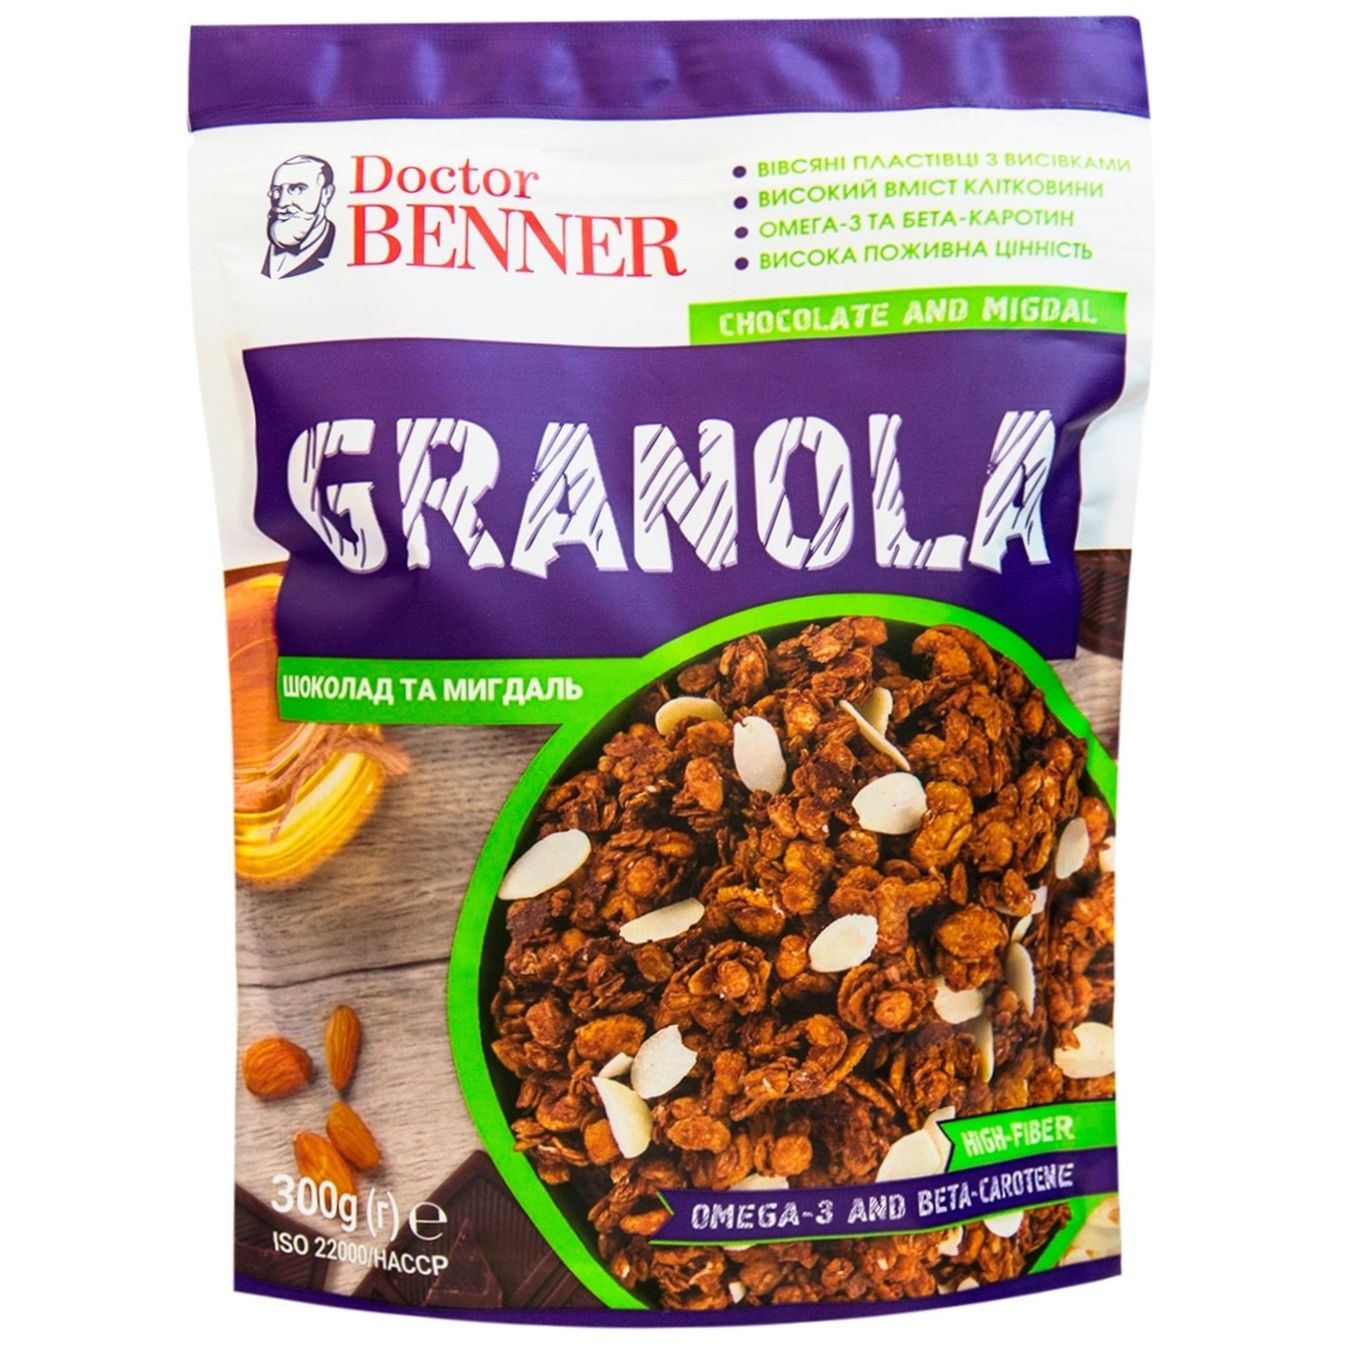 Doctor
BENNER
ВІВСЯНІ ПЛАСТІВЦІ З ВИСІВКАМИ
ВИСОКИЙ ВМІСТ КЛІТКОВИНИ
ОМЕГА-3 ТА БЕТА-КАРОТИН
ВИСОКА ПОЖИВНА ЦІННІСТЬ
CHOCOLATE AND MIGDAL
GRANOLA
ШОКОЛАД ТА МИГДАЛЬ
HIGH-FIBER
OMEGA-3 AND BETA-CAROTENE
300g (г) ℮
ISO 22000/HACCP